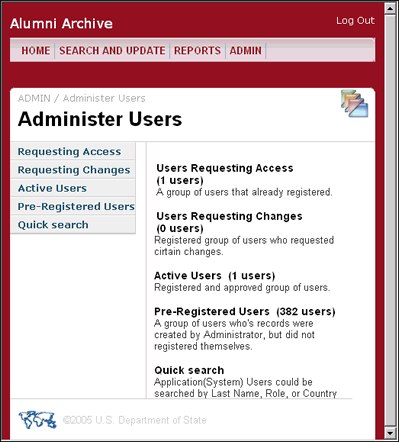 Alumni Archive
Log Out
HOME SEARCH AND UPDATE REPORTS ADMIN
ADMIN / Administer Users
Administer Users
Requesting Access
Requesting Changes
Active Users
Pre-Registered Users
Quick search
Users Requesting Access
(1 users)
A group of users that already registered.
Users Requesting Changes
(0 users)
Registered group of users who requested
cirtain changes.
Active Users (1 users)
Registered and approved group of users.
Pre-Registered Users (382 users)
A group of users who's records were
created by Administrator, but did not
registered themselves.
Quick search
Application(System) Users could be
searched by Last Name, Role, or Country
©2005 U.S. Department of State